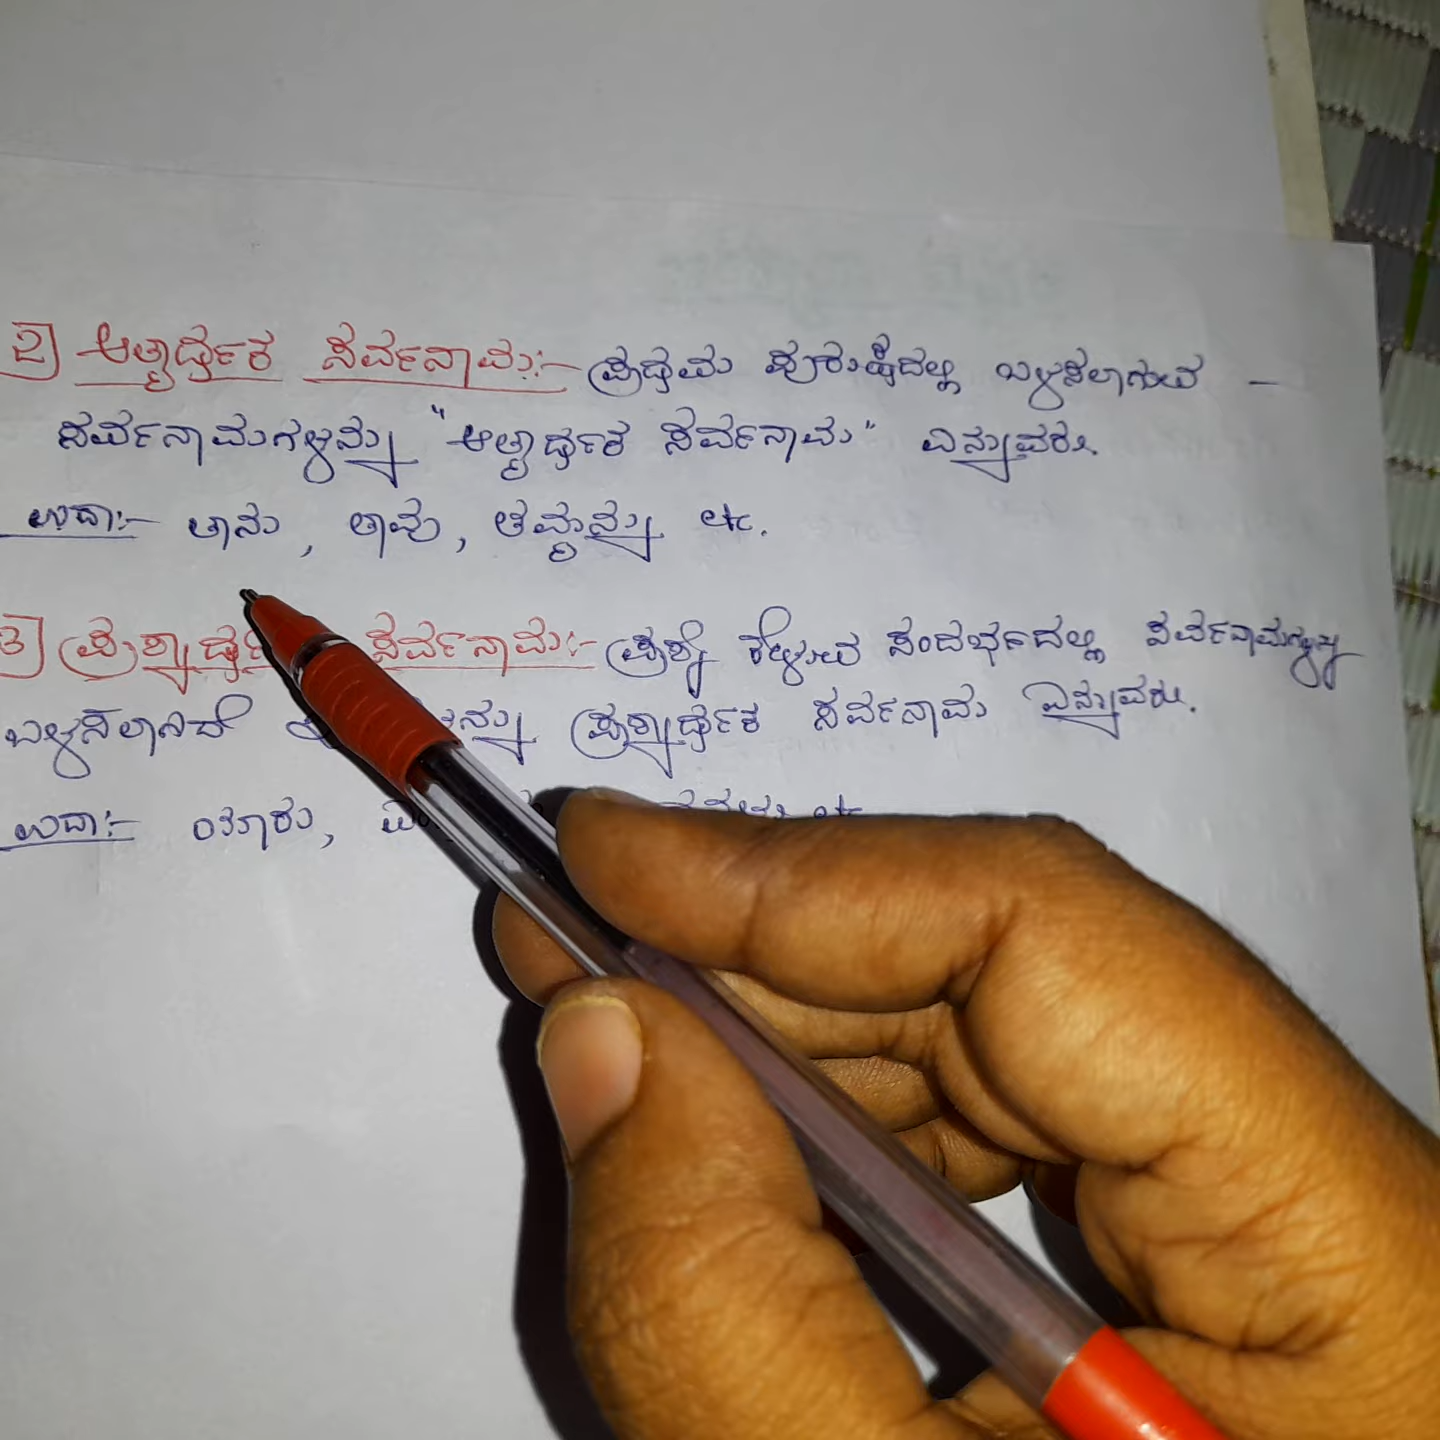 2] ಆತ್ಮಾರ್ಥಕ ಸರ್ವನಾಮ:- ಪ್ರಥಮ ಪುರುಷದಲ್ಲಿ ಬಳಸಲಾಗುವ -
ಸರ್ವನಾಮಗಳನ್ನು "ಆತ್ಮಾರ್ಥಕ ಸರ್ವನಾಮ" ಎನ್ನುವರು.
ಉದಾ:- ತಾನು, ತಾವು, ತಮ್ಮನ್ನು etc.
3] ಪ್ರಶ್ನಾರ್ಥ ಸರ್ವನಾಮ:- ಪ್ರಶ್ನೆ ಕೇಳುವ ಸಂದರ್ಭದಲ್ಲಿ ಸರ್ವನಾಮಗಳನ್ನು
ಬಳಸಲಾಗಿದೆ ಪ್ರಶ್ನಾರ್ಥಕ ಸರ್ವನಾಮ ಎನ್ನುವರು.
ಉದಾ:- ಯಾರು, etc